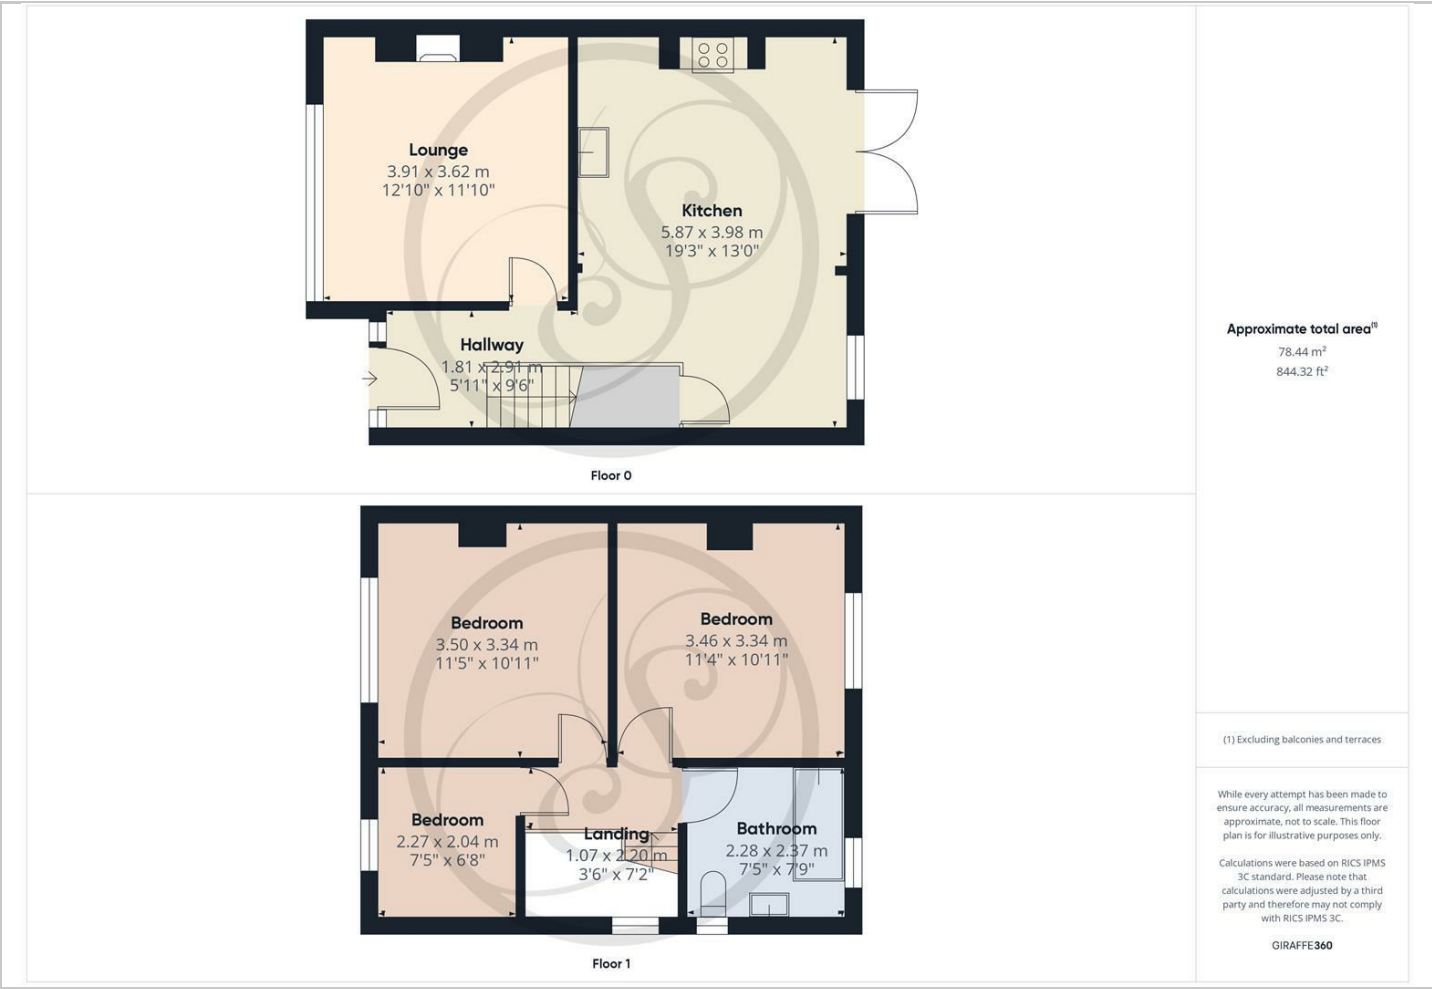 Lounge
3.91 x 3.62 m
12'10" x 11'10"
Kitchen
5.87 x 3.98 m
19'3" x 13'0"
Hallway
1.81 x 2.91 m
5'11" x 9'6"
Floor 0
Bedroom
3.50 x 3.34 m
11'5" x 10'11"
Bedroom
3.46 x 3.34 m
11'4" x 10'11"
Bedroom
2.27 x 2.04 m
7'5" x 6'8"
Landing
1.07 x 2.20 m
3'6" x 7'2"
Bathroom
2.28 x 2.37 m
7'5" x 7'9"
Floor 1
Approximate total area(1)
78.44 m²
844.32 ft²
(1) Excluding balconies and terraces
While every attempt has been made to
ensure accuracy, all measurements are
approximate, not to scale. This floor
plan is for illustrative purposes only.
Calculations were based on RICS IPMS
3C standard. Please note that
calculations were adjusted by a third
party and therefore may not comply
with RICS IPMS 3C.
GIRAFFE360